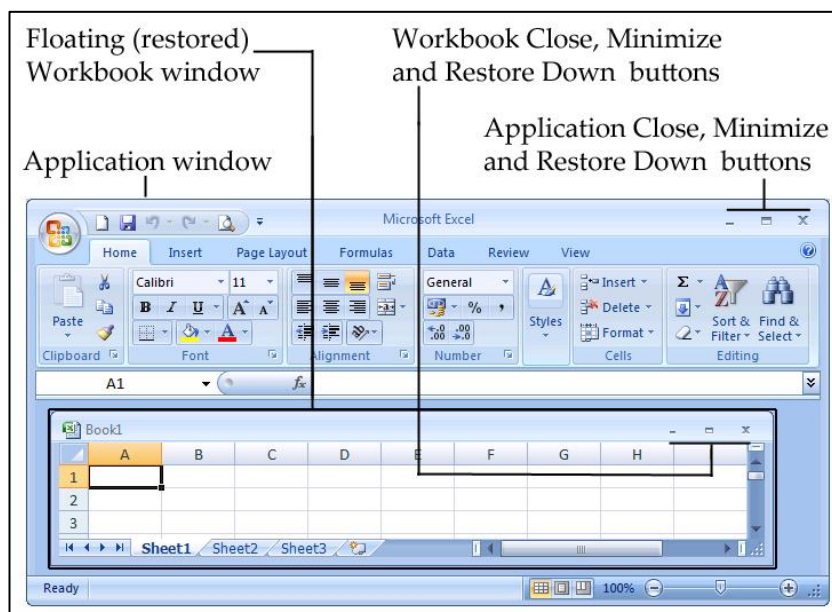 Floating (restored)
Workbook window
Workbook Close, Minimize
and Restore Down buttons
Application Close, Minimize
and Restore Down buttons
Application window
Microsoft Excel
Home Insert Page Layout Formulas Data Review View
Calibri 11 General Insert
B I U A A % , Delete
Paste Styles Sort & Find &
A .00 .00 Format Filter Select
Clipboard Font Alignment Number Cells Editing
A1 fx
Book1
A B C D E F G H
1
2
3
Sheet1 Sheet2 Sheet3
Ready 100%